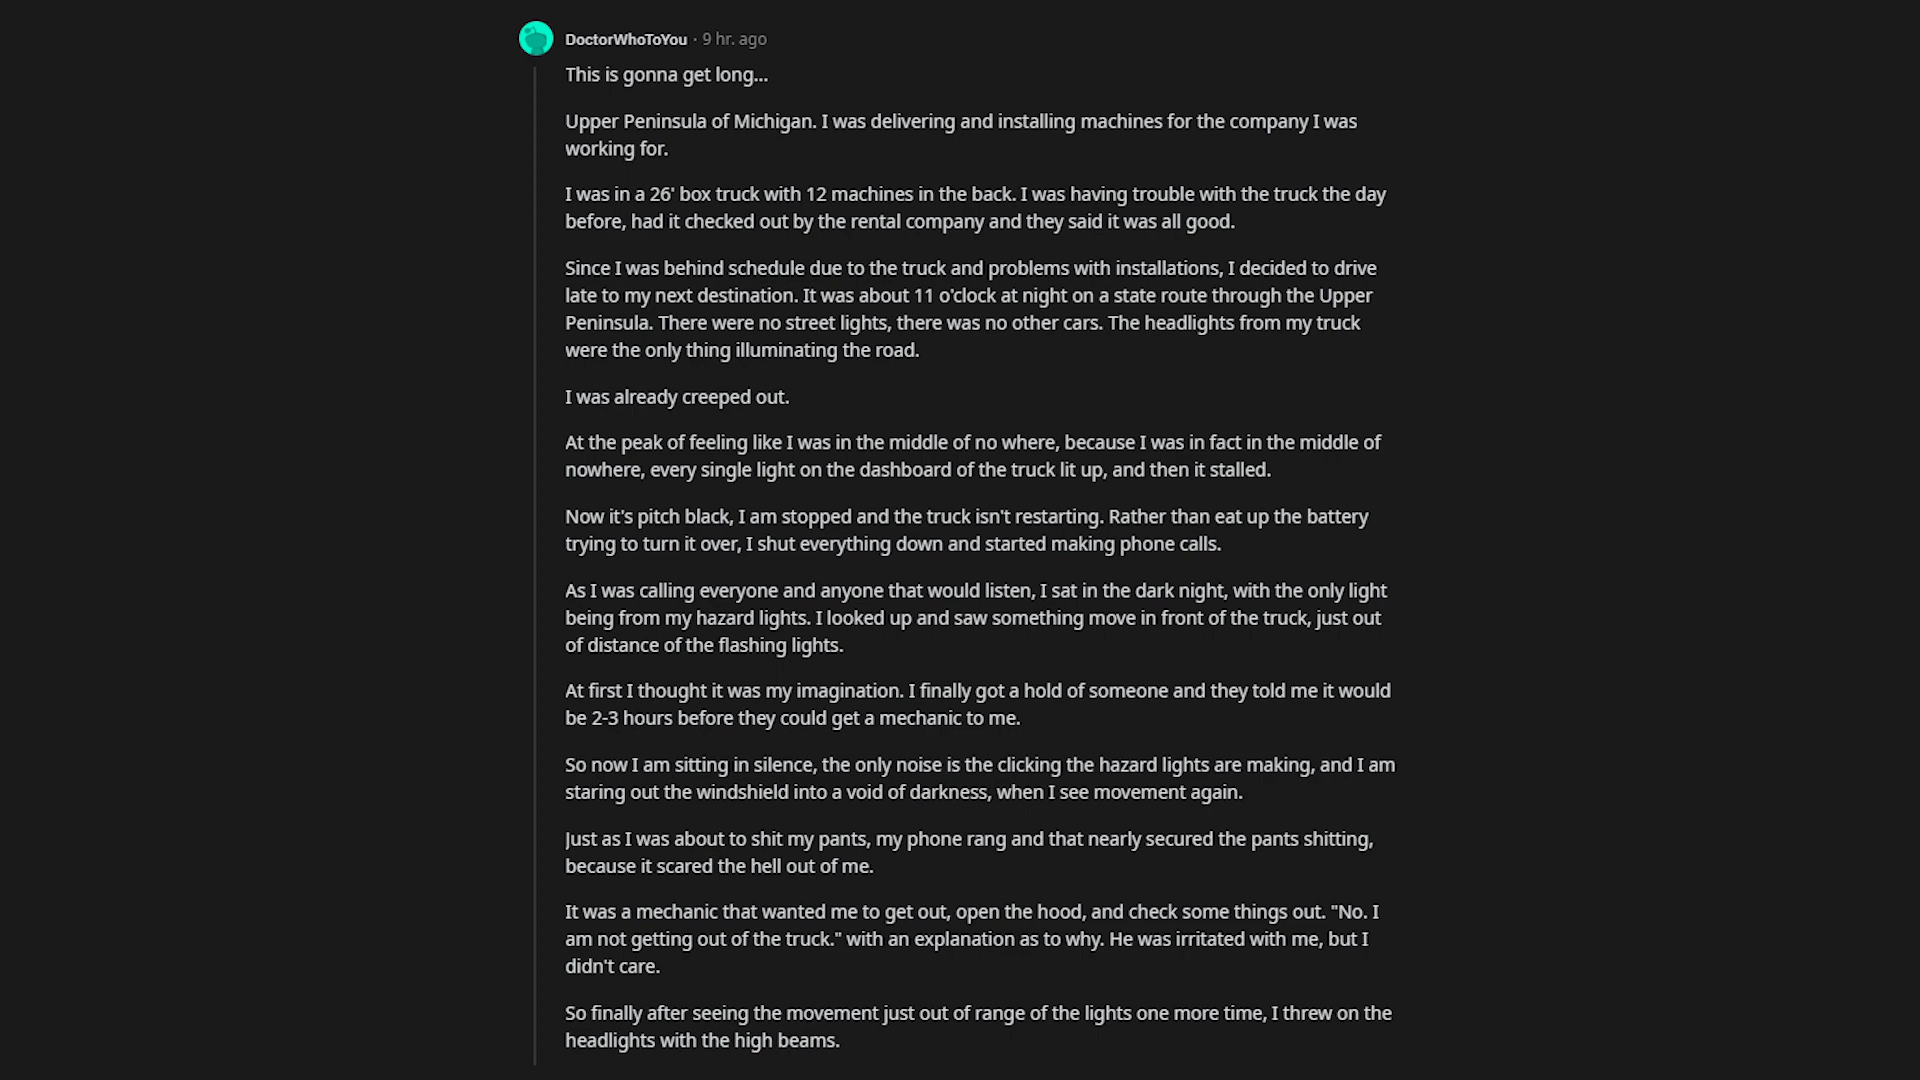 DoctorWhoToYou · 9 hr. ago
This is gonna get long...
Upper Peninsula of Michigan. I was delivering and installing machines for the company I was
working for.
I was in a 26' box truck with 12 machines in the back. I was having trouble with the truck the day
before, had it checked out by the rental company and they said it was all good.
Since I was behind schedule due to the truck and problems with installations, I decided to drive
late to my next destination. It was about 11 o'clock at night on a state route through the Upper
Peninsula. There were no street lights, there was no other cars. The headlights from my truck
were the only thing illuminating the road.
I was already creeped out.
At the peak of feeling like I was in the middle of no where, because I was in fact in the middle of
nowhere, every single light on the dashboard of the truck lit up, and then it stalled.
Now it's pitch black, I am stopped and the truck isn't restarting. Rather than eat up the battery
trying to turn it over, I shut everything down and started making phone calls.
As I was calling everyone and anyone that would listen, I sat in the dark night, with the only light
being from my hazard lights. I looked up and saw something move in front of the truck, just out
of distance of the flashing lights.
At first I thought it was my imagination. I finally got a hold of someone and they told me it would
be 2-3 hours before they could get a mechanic to me.
So now I am sitting in silence, the only noise is the clicking the hazard lights are making, and I am
staring out the windshield into a void of darkness, when I see movement again.
Just as I was about to shit my pants, my phone rang and that nearly secured the pants shitting,
because it scared the hell out of me.
It was a mechanic that wanted me to get out, open the hood, and check some things out. "No. I
am not getting out of the truck." with an explanation as to why. He was irritated with me, but I
didn't care.
So finally after seeing the movement just out of range of the lights one more time, I threw on the
headlights with the high beams.